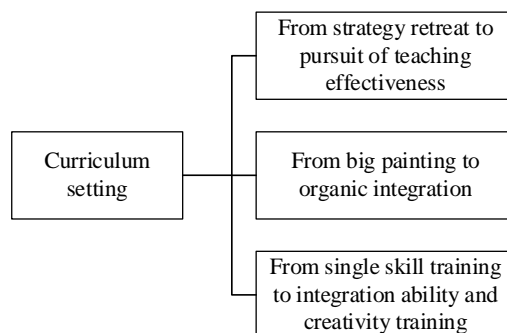 From strategy retreat to
pursuit of teaching
effectiveness
Curriculum
setting
From big painting to
organic integration
From single skill training
to integration ability and
creativity training